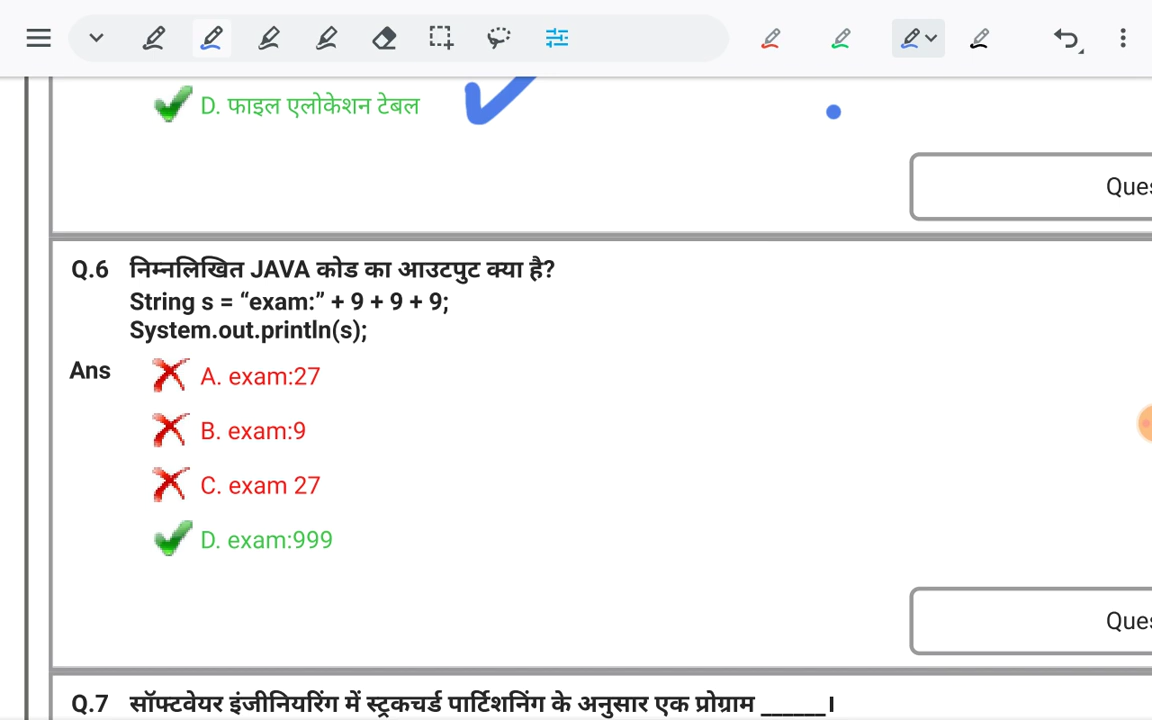 D. फाइल एलोकेशन टेबल
Ques
Q.6 निम्नलिखित JAVA कोड का आउटपुट क्या है?
String s = “exam:” + 9 + 9 + 9;
System.out.println(s);
Ans
A. exam:27
B. exam:9
C. exam 27
D. exam:999
Ques
Q.7 सॉफ्टवेयर इंजीनियरिंग में स्ट्रकचर्ड पार्टिशनिंग के अनुसार एक प्रोग्राम ______।